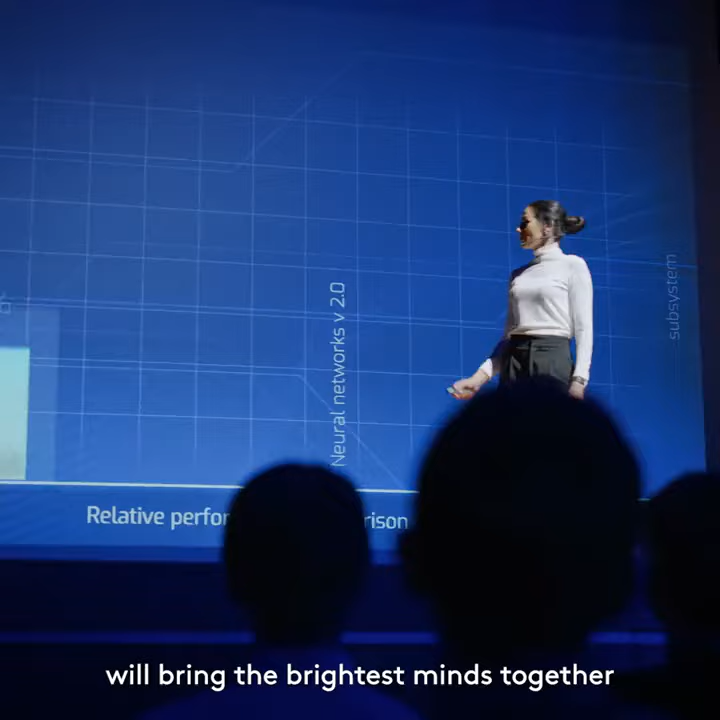 Neural networks v 2.0
subsystem
Relative perfor rison
will bring the brightest minds together